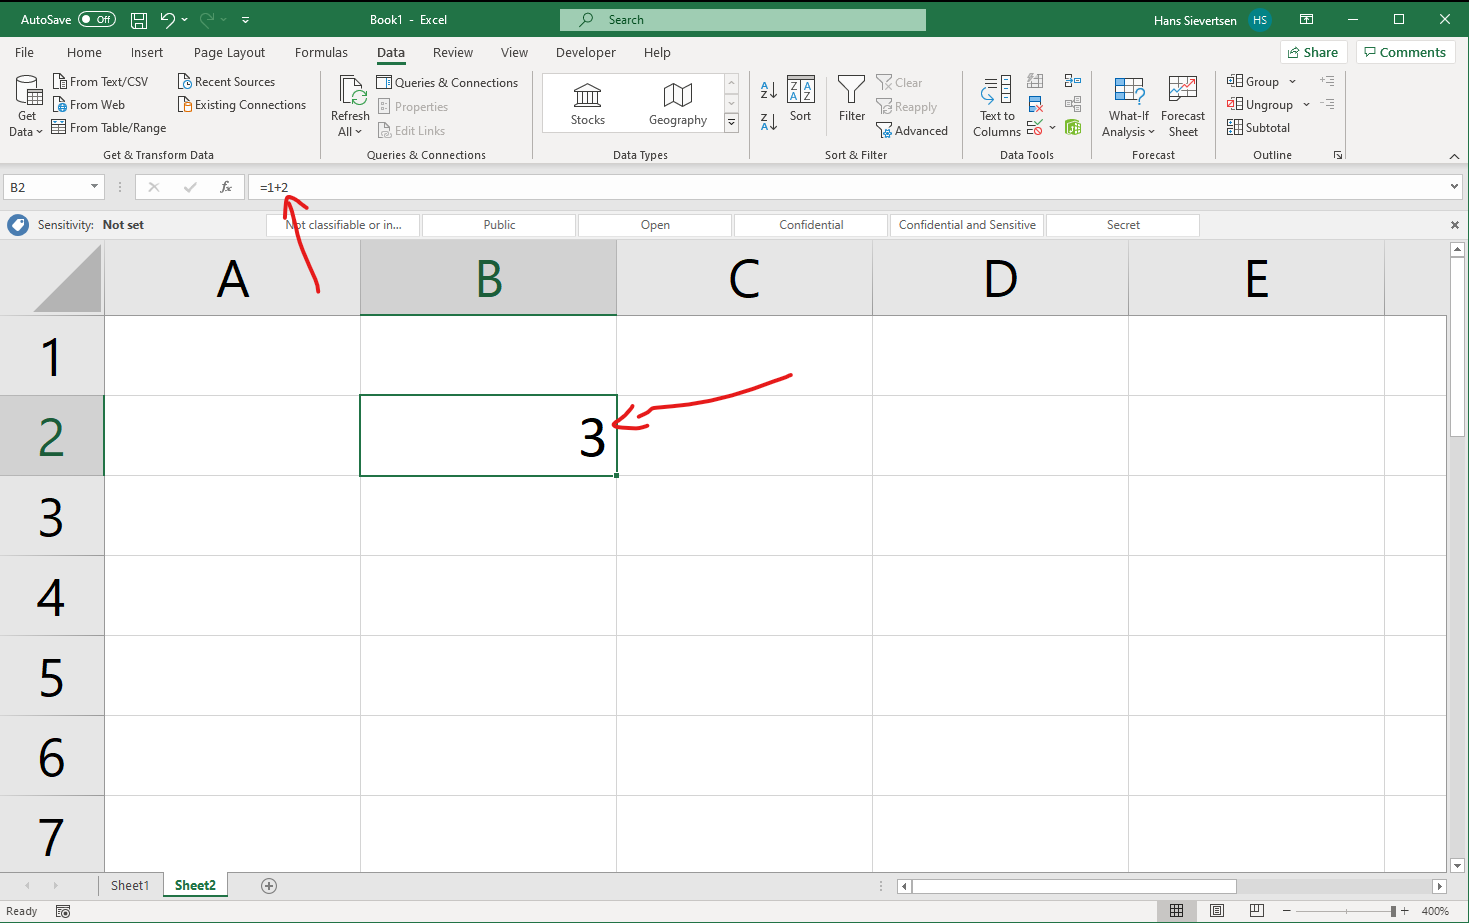 AutoSave Off Book1 - Excel Search Hans Sievertsen HS
File Home Insert Page Layout Formulas Data Review View Developer Help Share Comments
Get Data
From Text/CSV
From Web
From Table/Range
Recent Sources
Existing Connections
Get & Transform Data
Refresh All
Queries & Connections
Properties
Edit Links
Queries & Connections
Stocks Geography
Data Types
A Z
Z A
Z A A Z
Sort
Filter
Clear
Reapply
Advanced
Sort & Filter
Text to Columns
Data Tools
What-If Analysis
Forecast Sheet
Forecast
Group
Ungroup
Subtotal
Outline
B2 fx =1+2
Sensitivity: Not set Not classifiable or in... Public Open Confidential Confidential and Sensitive Secret
A B C D E
1
2 3
3
4
5
6
7
Sheet1 Sheet2
Ready 400%